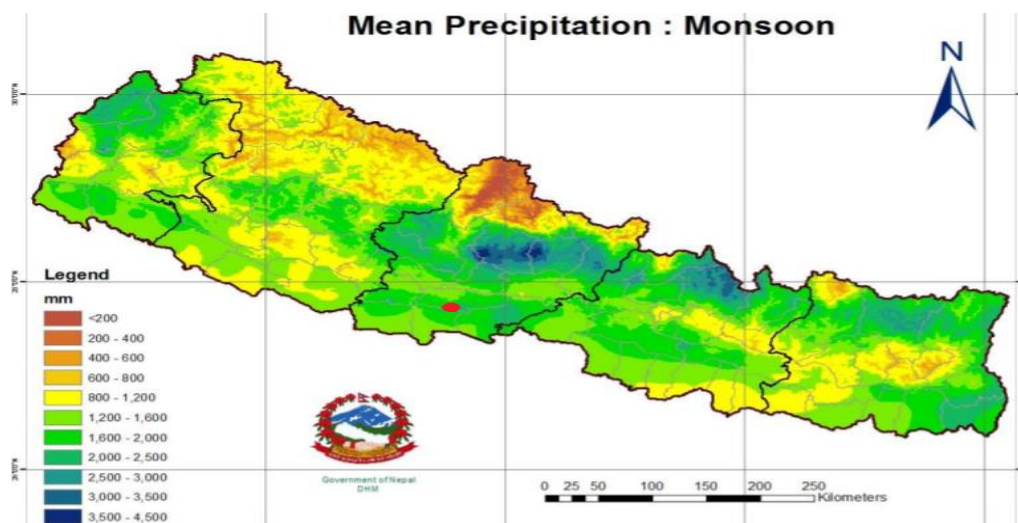 Mean Precipitation : Monsoon
N
Legend
mm
<200
200 - 400
400 - 600
600 - 800
800 - 1,200
1,200 - 1,600
1,600 - 2,000
2,000 - 2,500
2,500 - 3,000
3,000 - 3,500
3,500 - 4,500
Government of Nepal
DHM
0 25 50 100 150 200 250
Kilometers